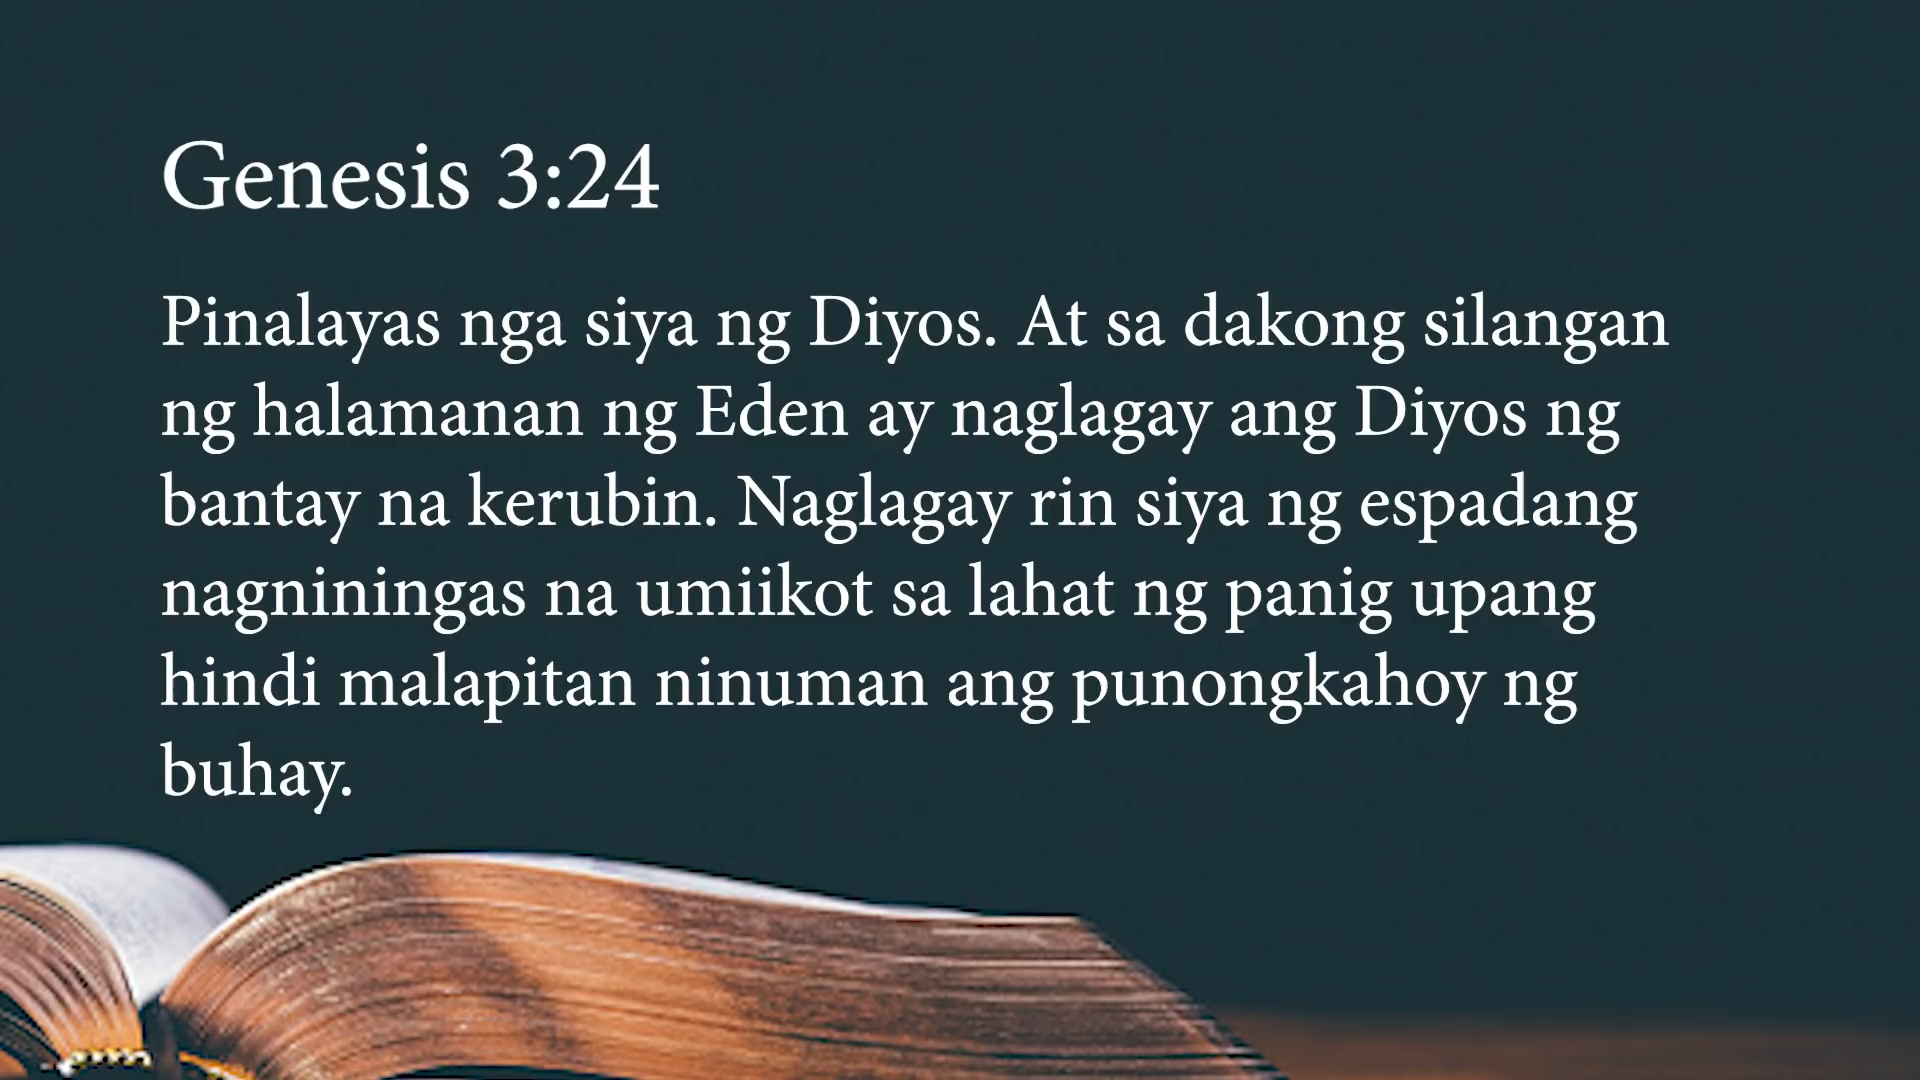 Genesis 3:24
Pinalayas nga siya ng Diyos. At sa dakong silangan
ng halamanan ng Eden ay naglagay ang Diyos ng
bantay na kerubin. Naglagay rin siya ng espadang
nagniningas na umiikot sa lahat ng panig upang
hindi malapitan ninuman ang punongkahoy ng
buhay.